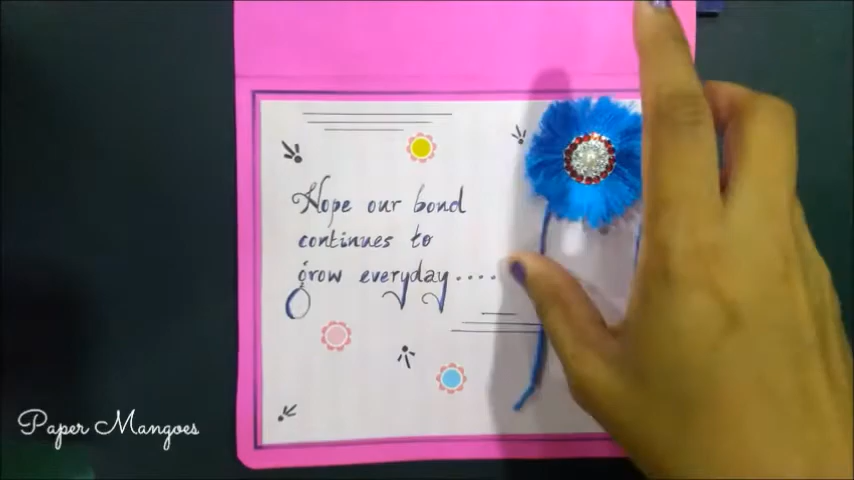 Hope our bond
continues to
grow everyday....
Paper Mangoes